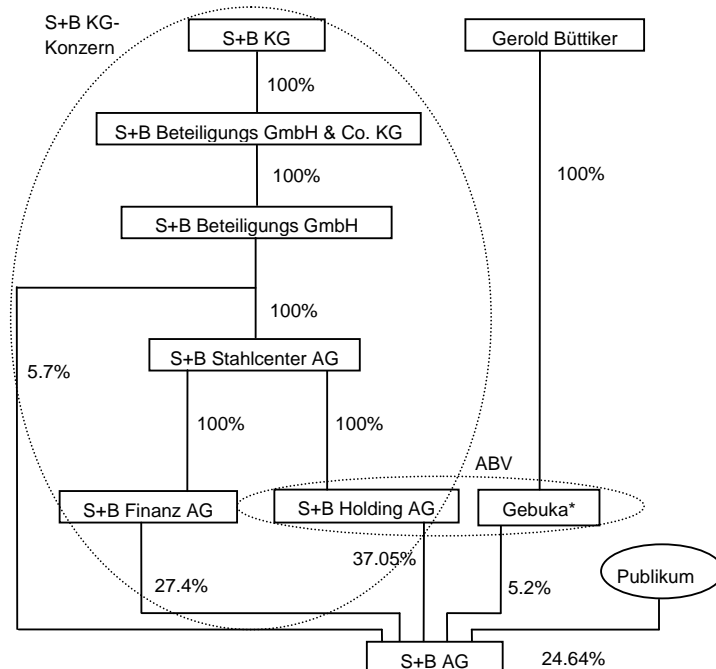 S+B KG-
Konzern
S+B KG
Gerold Büttiker
100%
S+B Beteiligungs GmbH & Co. KG
100%
100%
S+B Beteiligungs GmbH
100%
S+B Stahlcenter AG
5.7%
100%
100%
ABV
S+B Finanz AG
S+B Holding AG
Gebuka*
37.05%
27.4%
5.2%
Publikum
S+B AG
24.64%